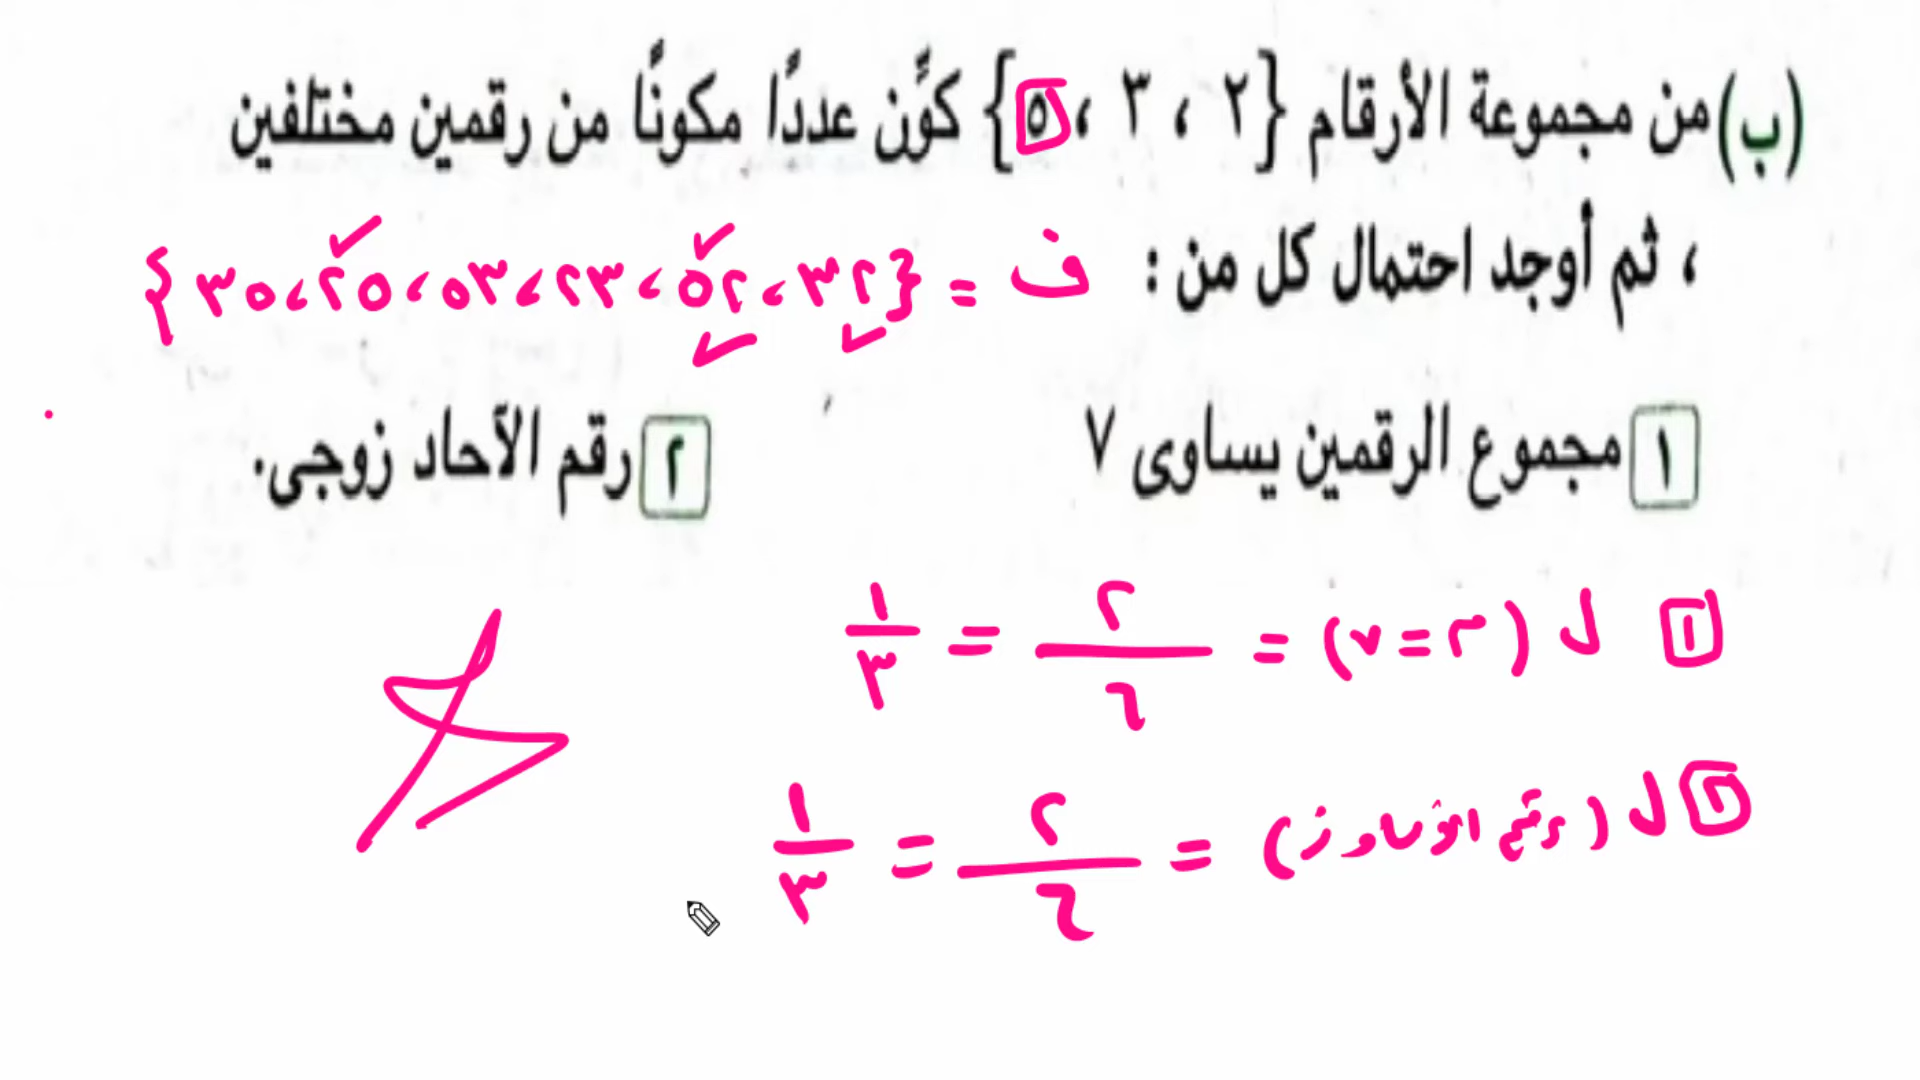 (ب) من مجموعة الأرقام {٢ ، ٣ ، ٥} كوِّن عددًا مكونًا من رقمين مختلفين
، ثم أوجد احتمال كل من :
ف = {٣٢ ، ٥٢ ، ٢٣ ، ٥٣ ، ٢٥ ، ٣٥}
١ مجموع الرقمين يساوى ٧
٢ رقم الآحاد زوجى.
١ ل (٣ = ٧) = ٢/٦ = ١/٣
٢ ل (رقم ) = ٢/٦ = ١/٣